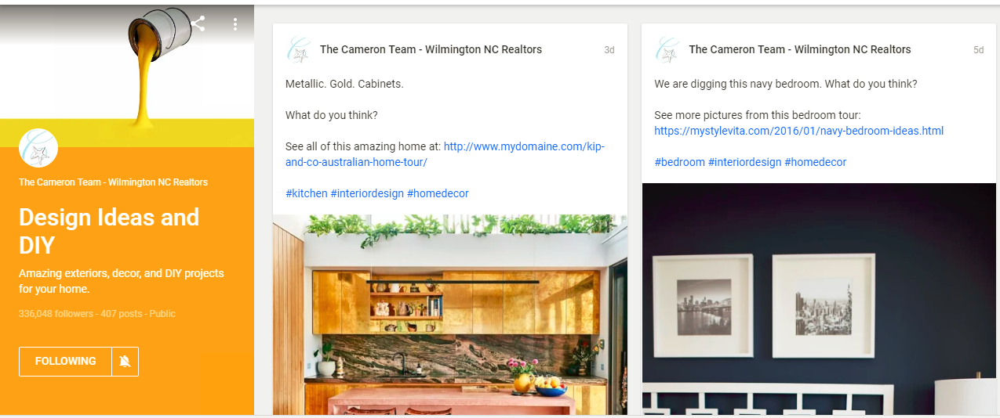 The Cameron Team - Wilmington NC Realtors
Design Ideas and
DIY
Amazing exteriors, decor, and DIY projects
for your home.
336,048 followers - 407 posts - Public
FOLLOWING
The Cameron Team - Wilmington NC Realtors
3d
Metallic. Gold. Cabinets.
What do you think?
See all of this amazing home at: http://www.mydomaine.com/kip-
and-co-australian-home-tour/
#kitchen #interiordesign #homedecor
The Cameron Team - Wilmington NC Realtors
5d
We are digging this navy bedroom. What do you think?
See more pictures from this bedroom tour:
https://mystylevita.com/2016/01/navy-bedroom-ideas.html
#bedroom #interiordesign #homedecor